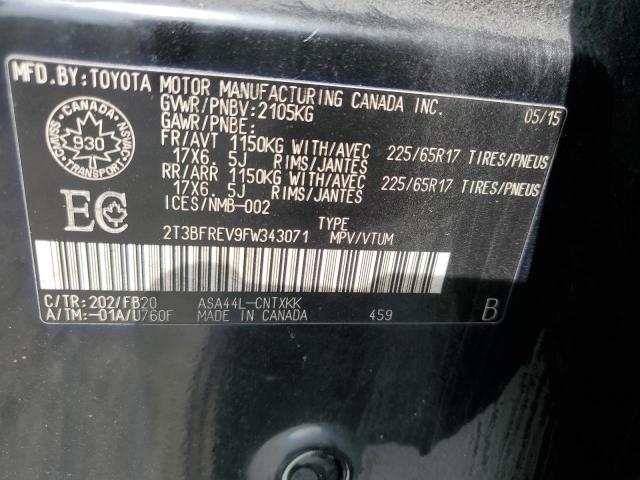 MFD.BY:TOYOTA MOTOR MANUFACTURING CANADA INC.
GVWR/PNBV:2105KG 05/15
GAWR/PNBE:
FR/AVT 1150KG WITH/AVEC 225/65R17 TIRES/PNEUS
17X6.5J RIMS/JANTES
RR/ARR 1150KG WITH/AVEC 225/65R17 TIRES/PNEUS
17X6.5J RIMS/JANTES
ICES/NMB-002
CANADA
930
TRANSPORT
EC
TYPE
2T3BFREV9FW343071 MPV/VTUM
C/TR:202/FB20 ASA44L-CNTXKK
A/TM:-01A/U760F MADE IN CANADA 459 B